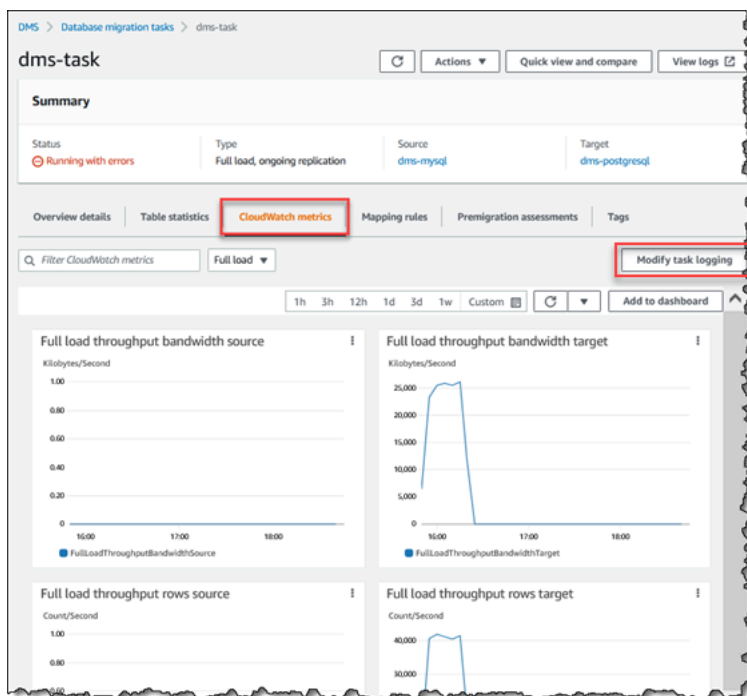 DMS > Database migration tasks > dms-task
dms-task
Actions ▼ Quick view and compare View logs
Summary
Status Type Source Target
Running with errors Full load, ongoing replication dms-mysql dms-postgresql
Overview details Table statistics CloudWatch metrics Mapping rules Premigration assessments Tags
Filter CloudWatch metrics Full load ▼ Modify task logging
1h 3h 12h 1d 3d 1w Custom ▼ Add to dashboard
Full load throughput bandwidth source
Kilobytes/Second
1.00
0.80
0.60
0.40
0.20
0
16:00 17:00 18:00
FullLoadThroughputBandwidthSource
Full load throughput bandwidth target
Kilobytes/Second
25,000
20,000
15,000
10,000
5,000
0
16:00 17:00 18:00
FullLoadThroughputBandwidthTarget
Full load throughput rows source
Count/Second
1.00
0.80
0.60
Full load throughput rows target
Count/Second
40,000
30,000